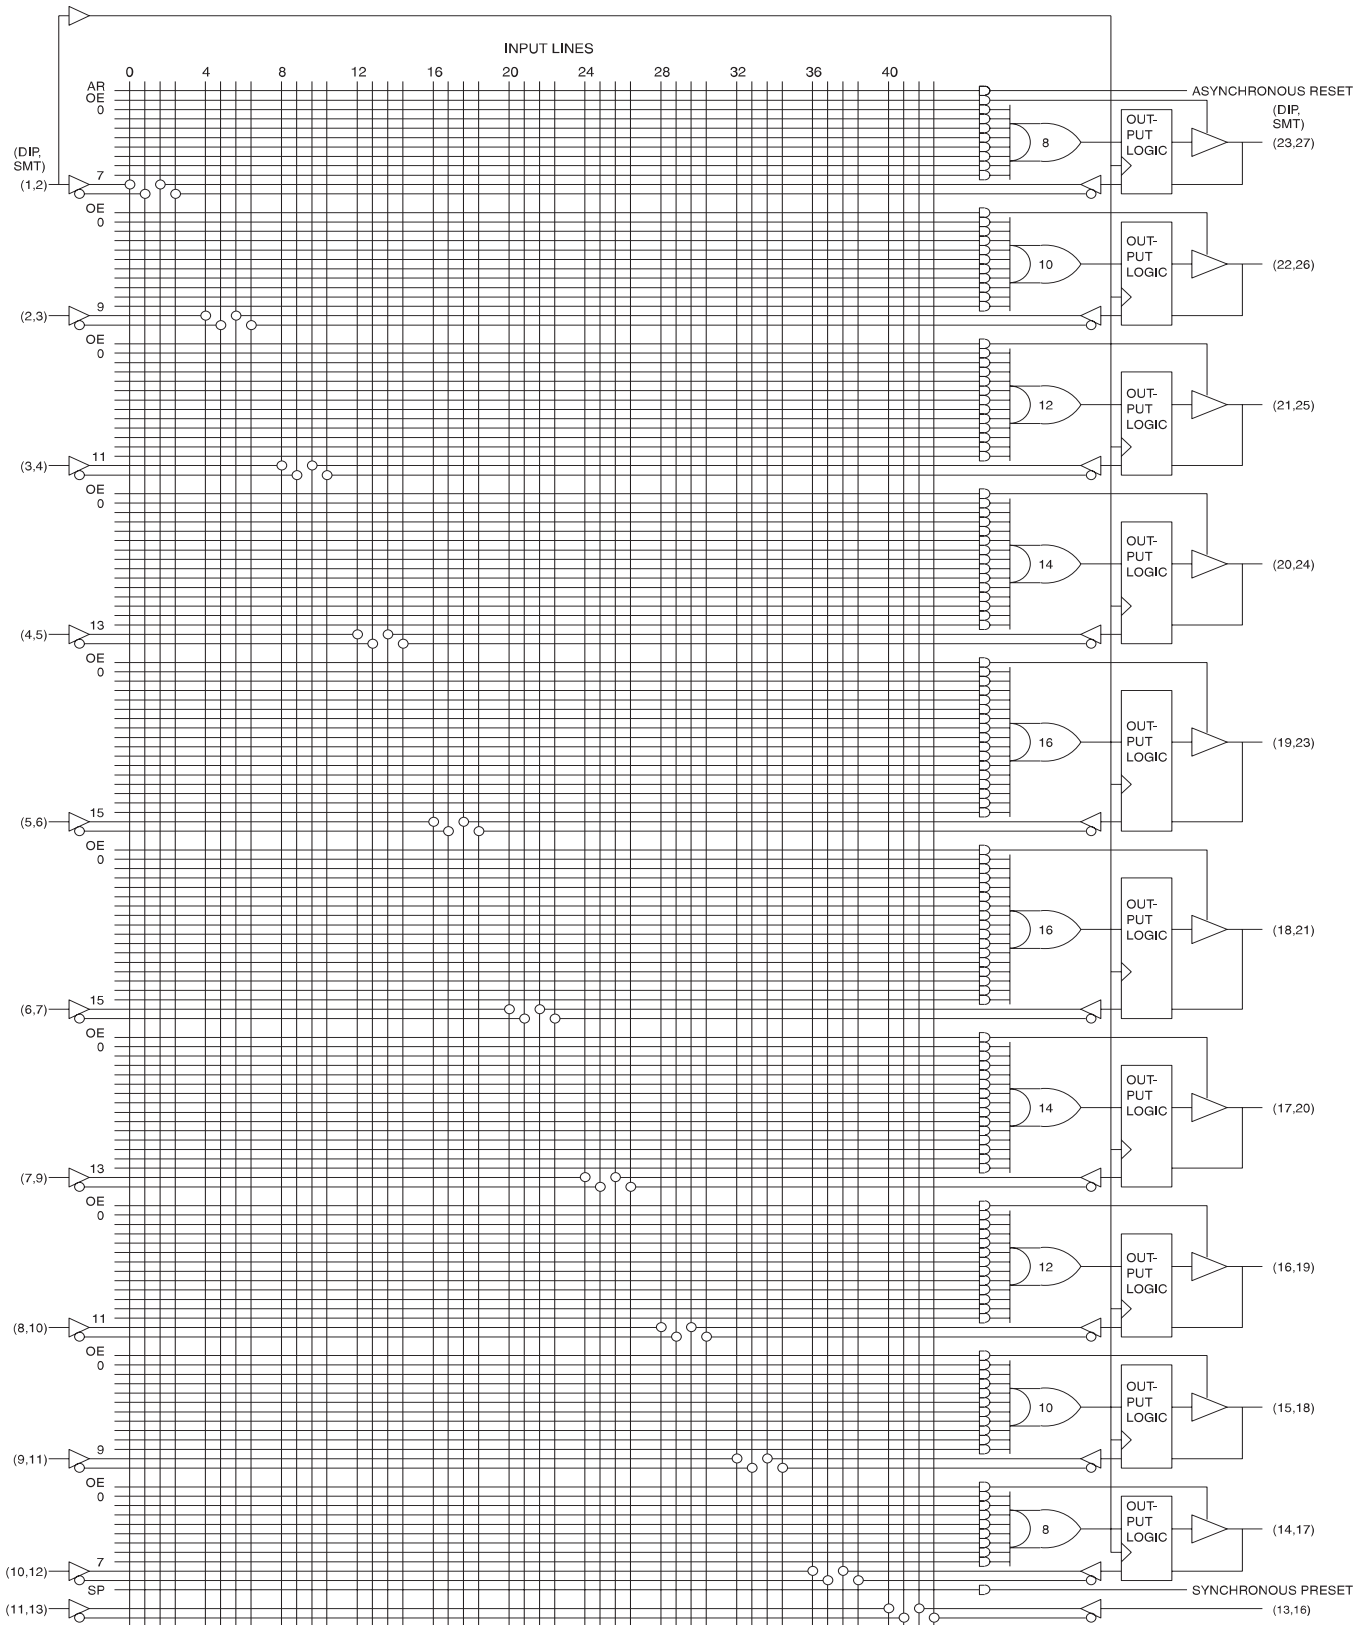 INPUT LINES
0 4 8 12 16 20 24 28 32 36 40
AR
ASYNCHRONOUS RESET
OE
0
(DIP,
SMT)
OUT-
PUT
LOGIC
8
(23,27)
(DIP,
SMT)
7
(1,2)
OE
0
OUT-
PUT
LOGIC
10
(22,26)
9
(2,3)
OE
0
OUT-
PUT
LOGIC
12
(21,25)
11
(3,4)
OE
0
OUT-
PUT
LOGIC
14
(20,24)
13
(4,5)
OE
0
OUT-
PUT
LOGIC
16
(19,23)
15
(5,6)
OE
0
OUT-
PUT
LOGIC
16
(18,21)
15
(6,7)
OE
0
OUT-
PUT
LOGIC
14
(17,20)
13
(7,9)
OE
0
OUT-
PUT
LOGIC
12
(16,19)
11
(8,10)
OE
0
OUT-
PUT
LOGIC
10
(15,18)
9
(9,11)
OE
0
OUT-
PUT
LOGIC
8
(14,17)
7
(10,12)
SP
SYNCHRONOUS PRESET
(11,13)
(13,16)